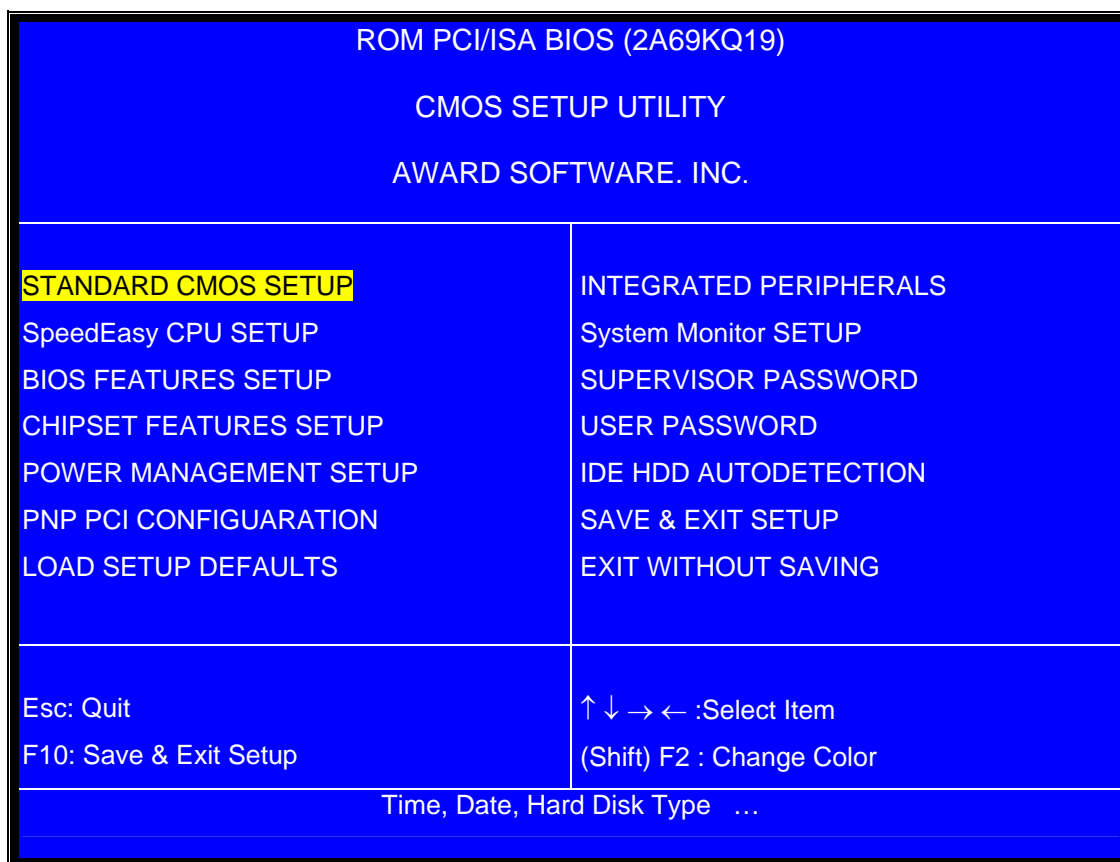 ROM PCI/ISA BIOS (2A69KQ19)
CMOS SETUP UTILITY
AWARD SOFTWARE. INC.
STANDARD CMOS SETUP
SpeedEasy CPU SETUP
BIOS FEATURES SETUP
CHIPSET FEATURES SETUP
POWER MANAGEMENT SETUP
PNP PCI CONFIGUARATION
LOAD SETUP DEFAULTS
INTEGRATED PERIPHERALS
System Monitor SETUP
SUPERVISOR PASSWORD
USER PASSWORD
IDE HDD AUTODETECTION
SAVE & EXIT SETUP
EXIT WITHOUT SAVING
Esc: Quit
F10: Save & Exit Setup
↑ ↓ → ← :Select Item
(Shift) F2 : Change Color
Time, Date, Hard Disk Type …